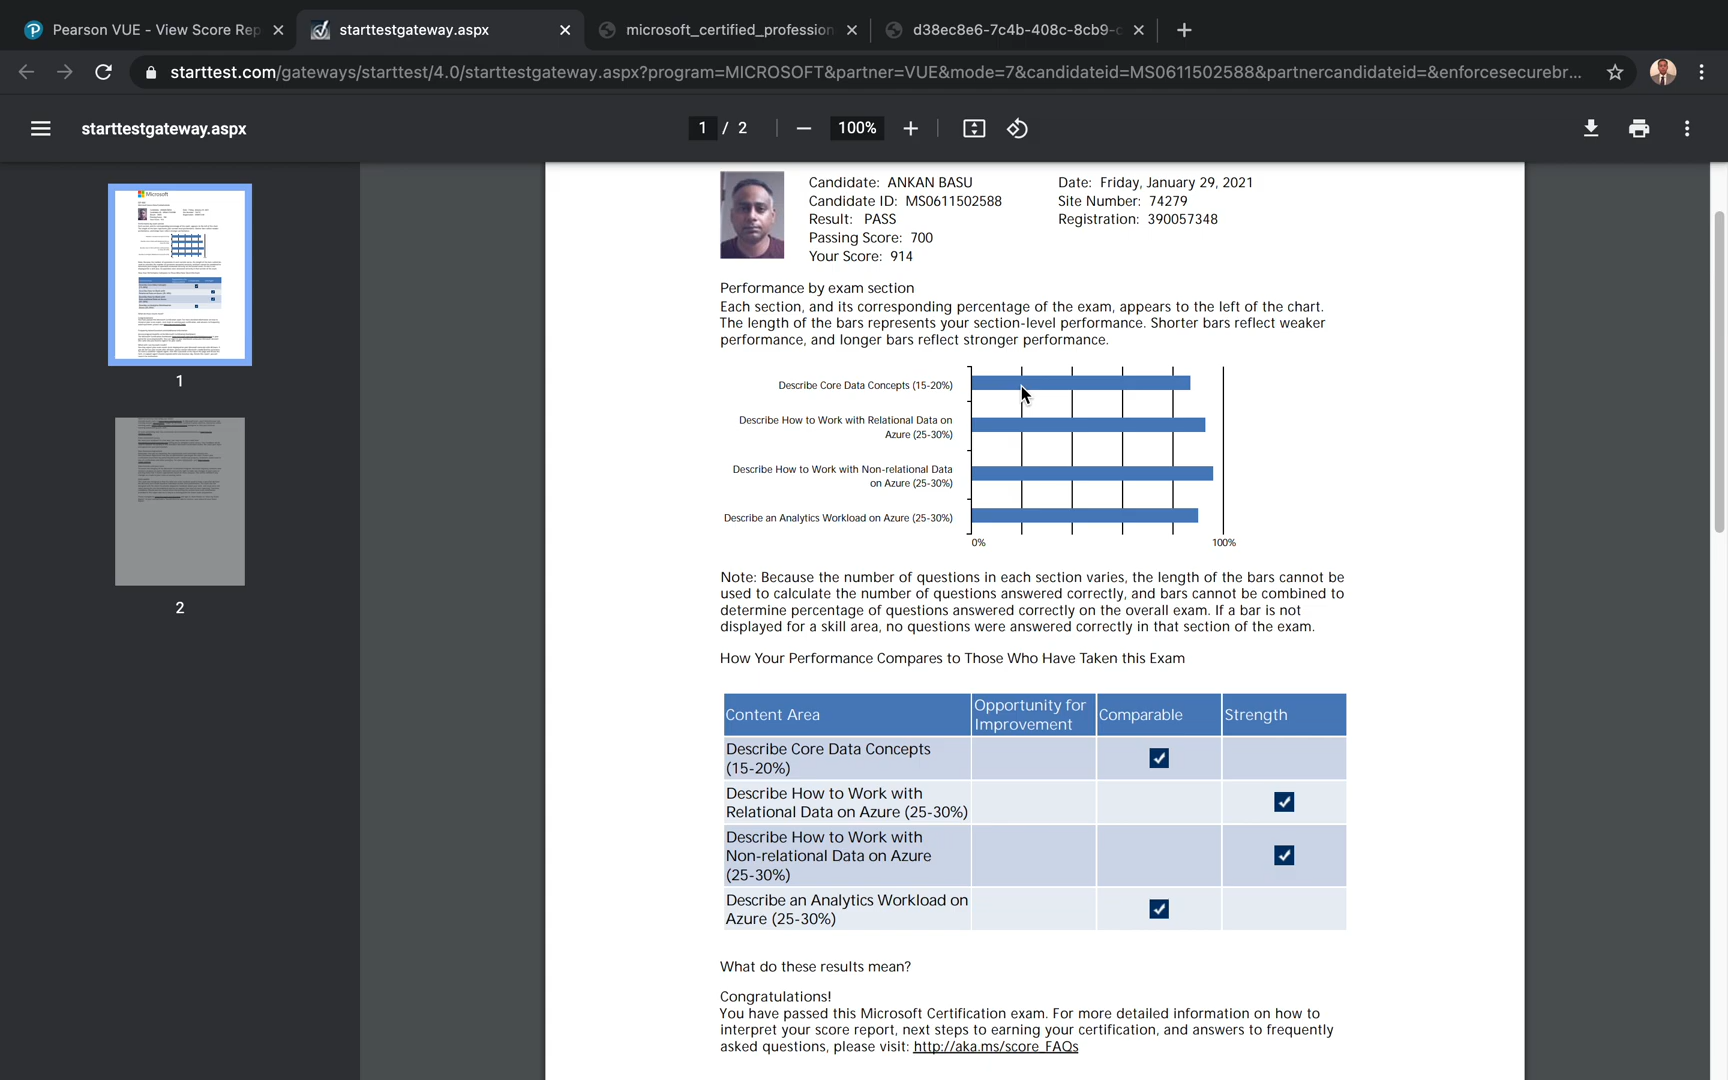 Pearson VUE - View Score Rep
starttestgateway.aspx
microsoft_certified_profession
d38ec8e6-7c4b-408c-8cb9-c
starttest.com/gateways/starttest/4.0/starttestgateway.aspx?program=MICROSOFT&partner=VUE&mode=7&candidateid=MS0611502588&partnercandidateid=&enforcesecurebr...
starttestgateway.aspx
1 / 2
100%
1
2
Candidate: ANKAN BASU
Candidate ID: MS0611502588
Result: PASS
Passing Score: 700
Your Score: 914
Date: Friday, January 29, 2021
Site Number: 74279
Registration: 390057348
Performance by exam section
Each section, and its corresponding percentage of the exam, appears to the left of the chart.
The length of the bars represents your section-level performance. Shorter bars reflect weaker
performance, and longer bars reflect stronger performance.
Describe Core Data Concepts (15-20%)
Describe How to Work with Relational Data on
Azure (25-30%)
Describe How to Work with Non-relational Data
on Azure (25-30%)
Describe an Analytics Workload on Azure (25-30%)
0% 100%
Note: Because the number of questions in each section varies, the length of the bars cannot be
used to calculate the number of questions answered correctly, and bars cannot be combined to
determine percentage of questions answered correctly on the overall exam. If a bar is not
displayed for a skill area, no questions were answered correctly in that section of the exam.
How Your Performance Compares to Those Who Have Taken this Exam
Content Area
Opportunity for
Improvement
Comparable
Strength
Describe Core Data Concepts
(15-20%)
Describe How to Work with
Relational Data on Azure (25-30%)
Describe How to Work with
Non-relational Data on Azure
(25-30%)
Describe an Analytics Workload on
Azure (25-30%)
What do these results mean?
Congratulations!
You have passed this Microsoft Certification exam. For more detailed information on how to
interpret your score report, next steps to earning your certification, and answers to frequently
asked questions, please visit: http://aka.ms/score_FAQs